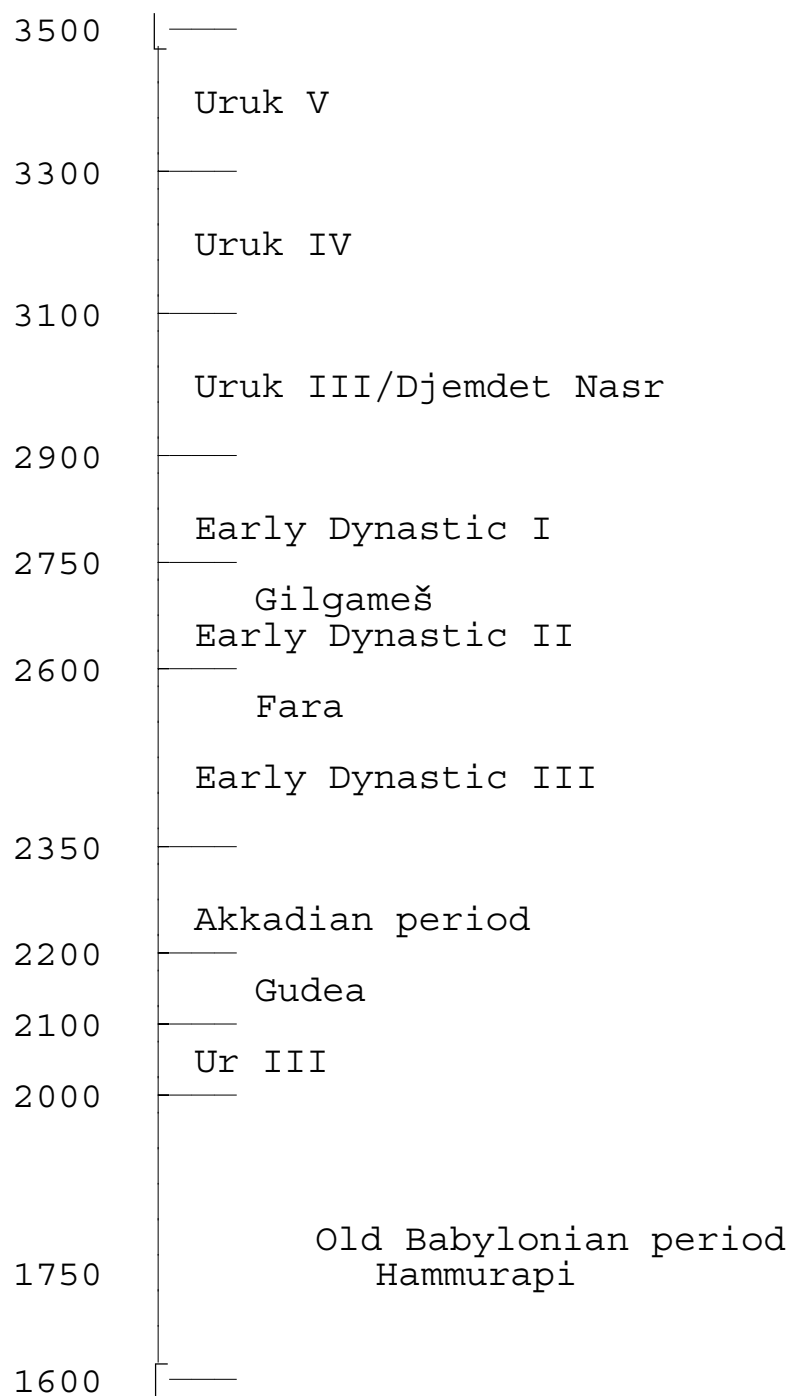 3500
Uruk V
3300
Uruk IV
3100
Uruk III/Djemdet Nasr
2900
Early Dynastic I
2750
Gilgameš
Early Dynastic II
2600
Fara
Early Dynastic III
2350
Akkadian period
2200
Gudea
2100
Ur III
2000
Old Babylonian period
1750 Hammurapi
1600